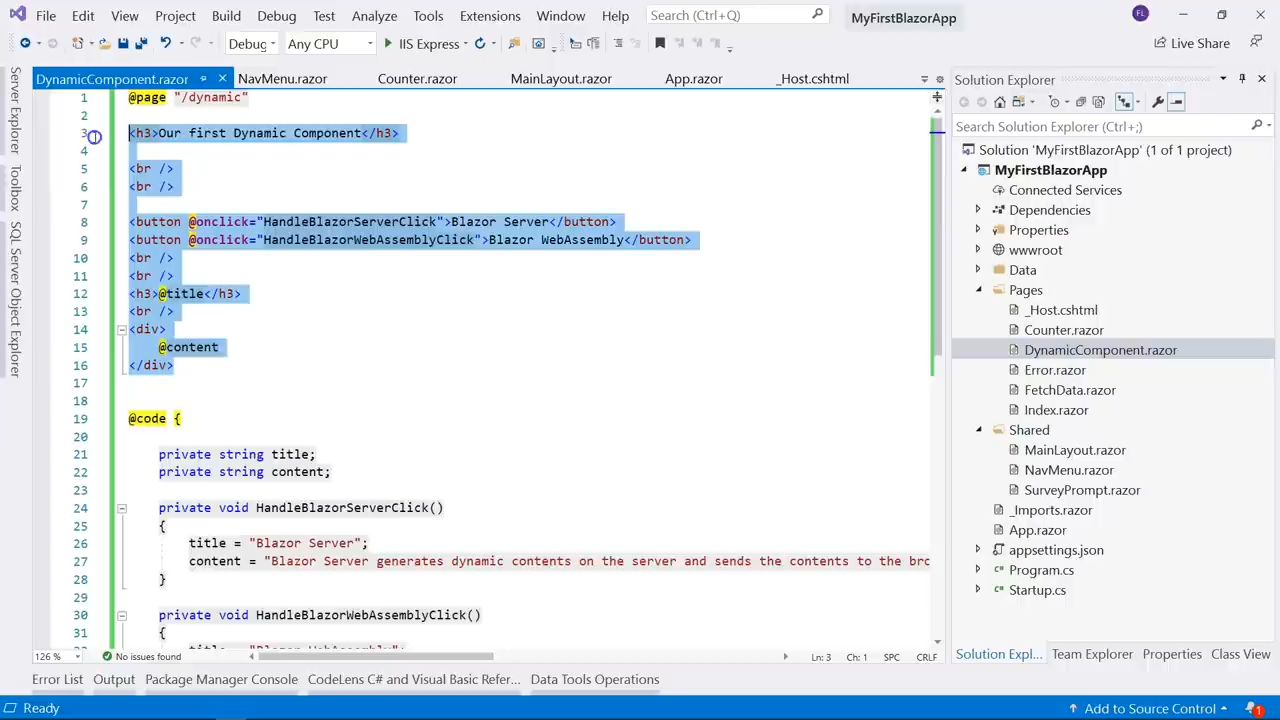 File Edit View Project Build Debug Test Analyze Tools Extensions Window Help Search (Ctrl+Q) MyFirstBlazorApp FL
Debug Any CPU IIS Express Live Share
DynamicComponent.razor NavMenu.razor Counter.razor MainLayout.razor App.razor _Host.cshtml
Server Explorer
Toolbox
SQL Server Object Explorer
1 @page "/dynamic"
2
3 <h3>Our first Dynamic Component</h3>
4
5 <br />
6 <br />
7
8 <button @onclick="HandleBlazorServerClick">Blazor Server</button>
9 <button @onclick="HandleBlazorWebAssemblyClick">Blazor WebAssembly</button>
10 <br />
11 <br />
12 <h3>@title</h3>
13 <br />
14 <div>
15 @content
16 </div>
17
18
19 @code {
20
21 private string title;
22 private string content;
23
24 private void HandleBlazorServerClick()
25 {
26 title = "Blazor Server";
27 content = "Blazor Server generates dynamic contents on the server and sends the contents to the bro
28 }
29
30 private void HandleBlazorWebAssemblyClick()
31 {
126 % No issues found Ln: 3 Ch: 1 SPC CRLF
Solution Explorer
Search Solution Explorer (Ctrl+;)
Solution 'MyFirstBlazorApp' (1 of 1 project)
MyFirstBlazorApp
Connected Services
Dependencies
Properties
wwwroot
Data
Pages
_Host.cshtml
Counter.razor
DynamicComponent.razor
Error.razor
FetchData.razor
Index.razor
Shared
MainLayout.razor
NavMenu.razor
SurveyPrompt.razor
_Imports.razor
App.razor
appsettings.json
Program.cs
Startup.cs
Solution Expl... Team Explorer Properties Class View
Error List Output Package Manager Console CodeLens C# and Visual Basic Refer... Data Tools Operations
Ready Add to Source Control 1